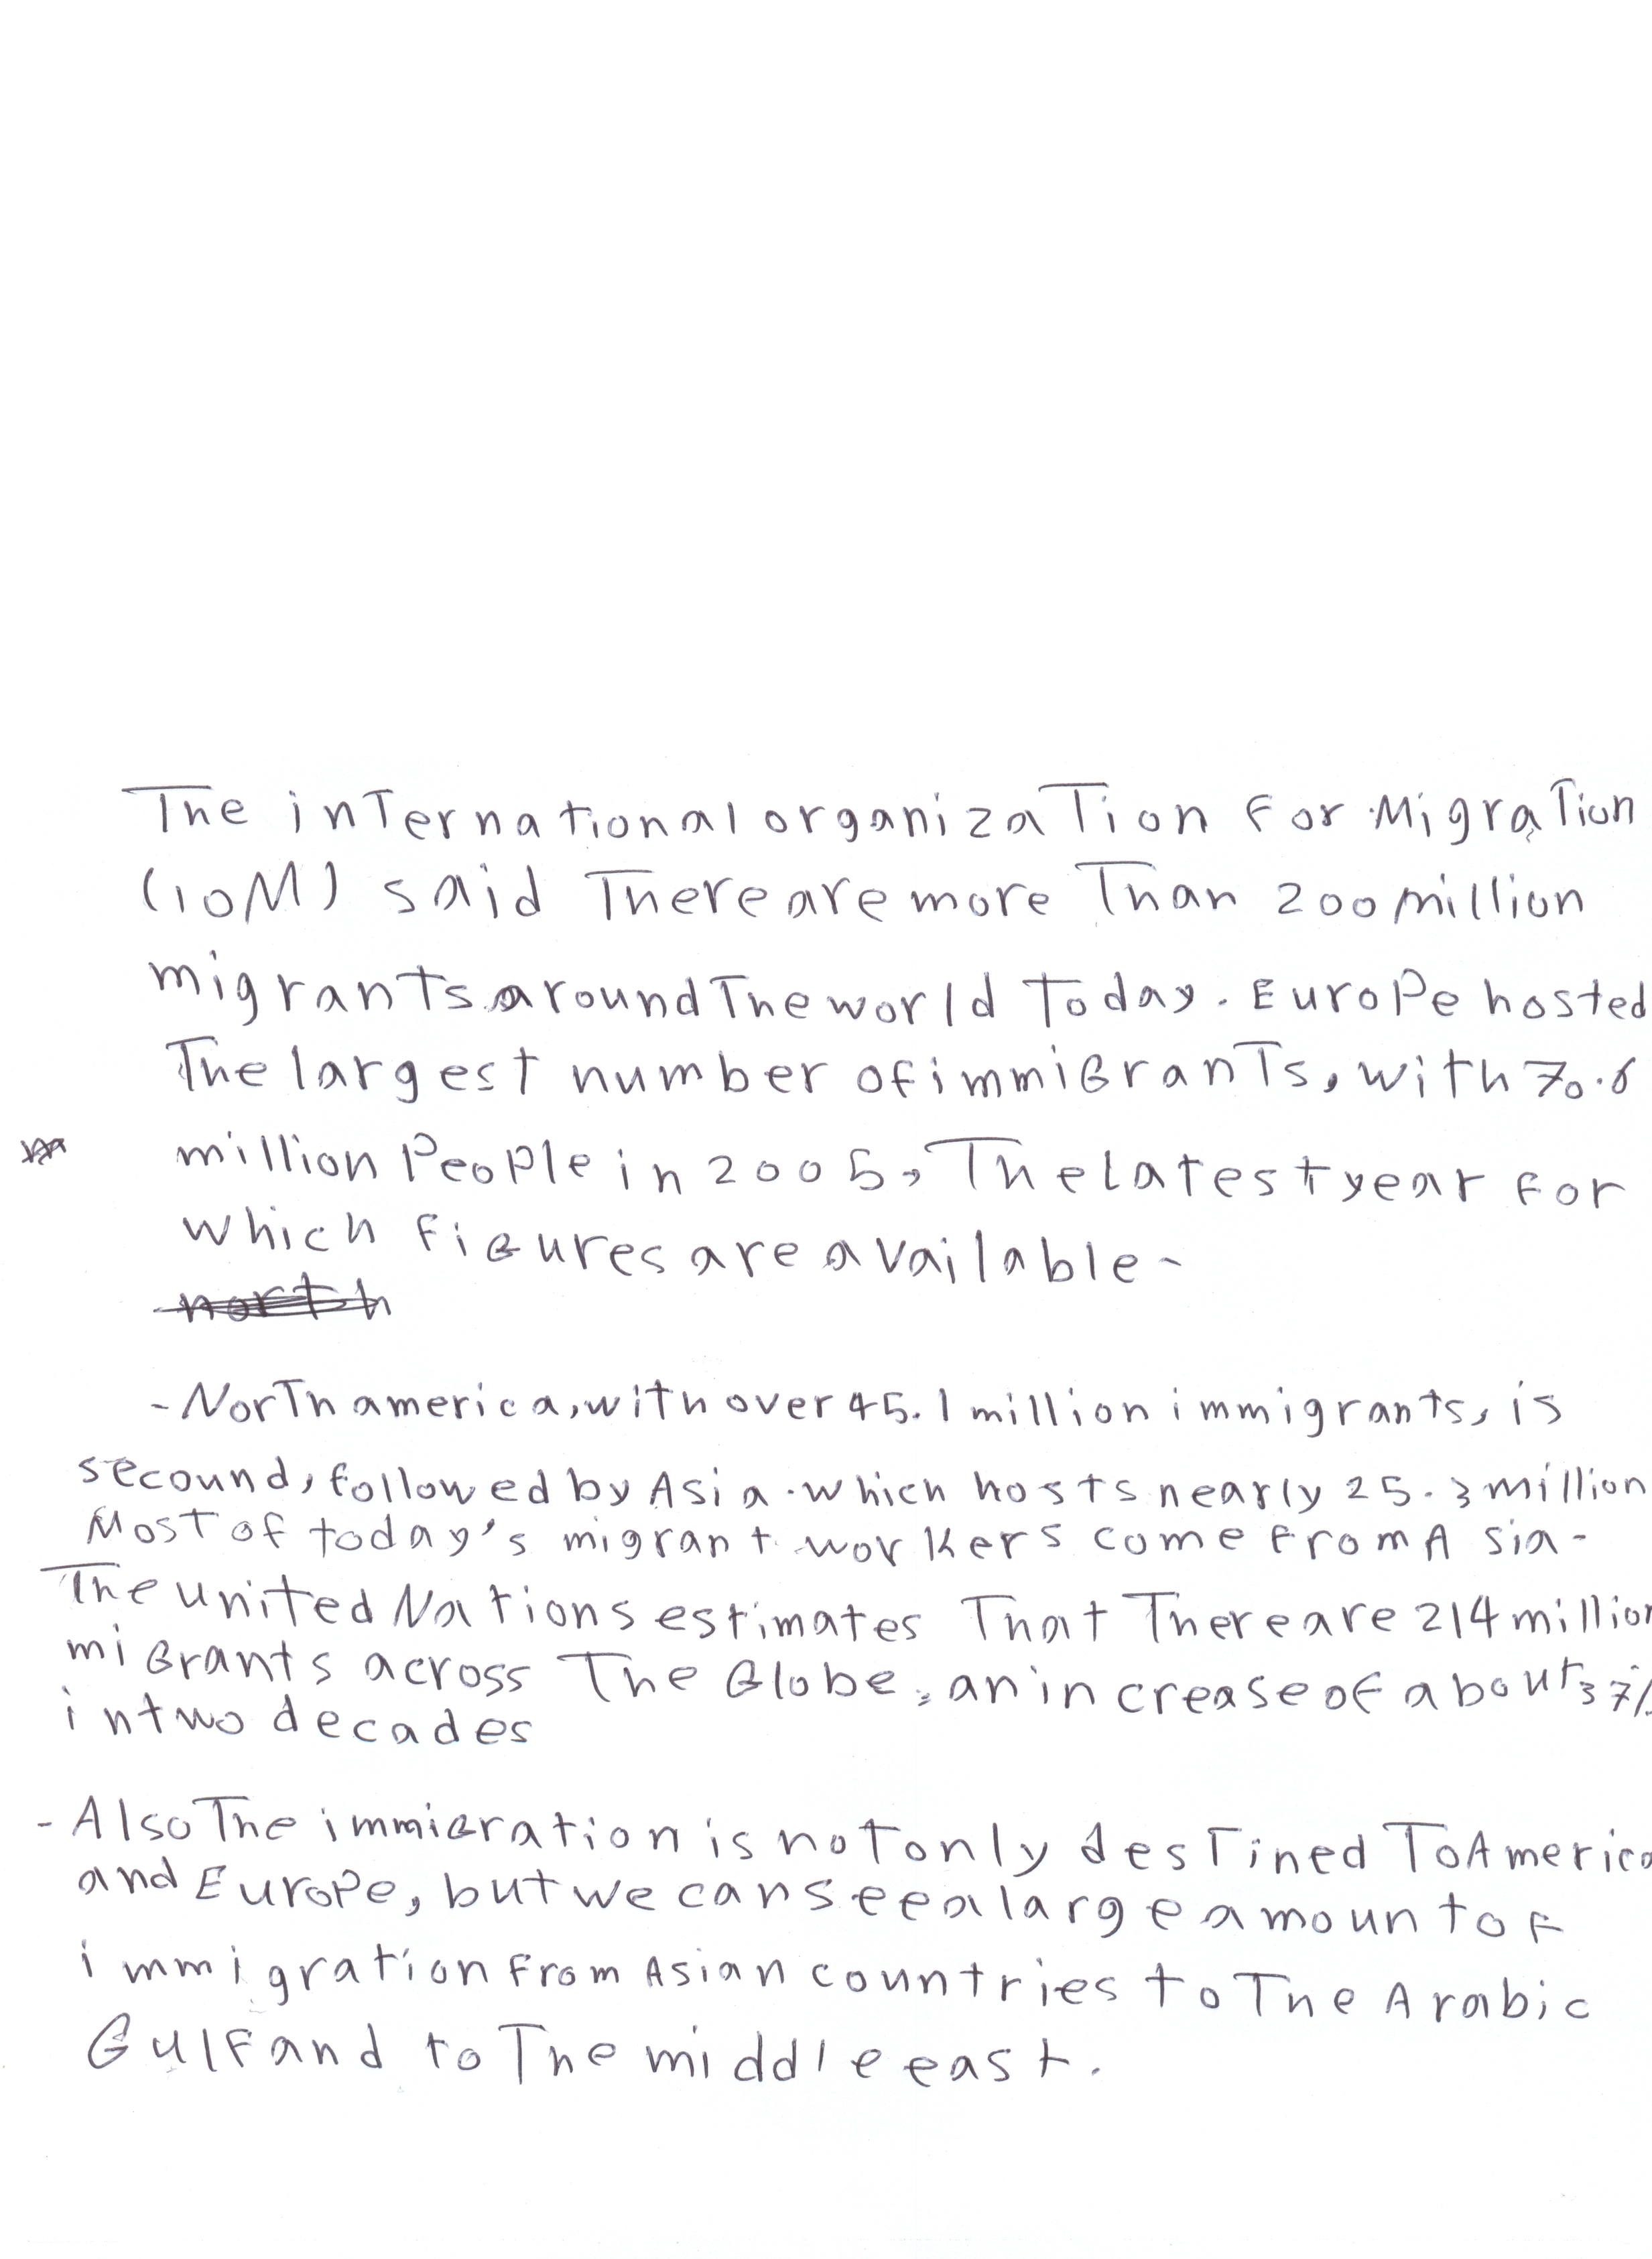 The international organization for Migration
(IOM) said There are more Than 200 million
migrants around The world today. Europe hosted
The largest number of immigrants, with 70.6
million People in 2005, The latest year for
which figures are available-
north
- North america, with over 45.1 million immigrants, is
secound, followed by Asia. which hosts nearly 25.3 million
Most of today's migrant workers come from Asia-
The united Nations estimates That There are 214 million
migrants across The Globe, an increase of about 37%
in two decades
- Also The immigration is not only destined To America
and Europe, but we can see a large amount of
immigration from Asian countries to The Arabic
Gulf and to The middle east.